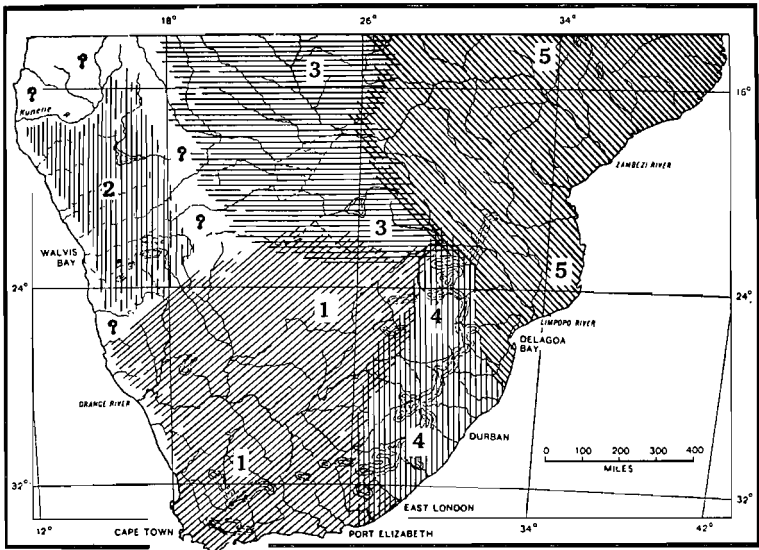 18° 26° 34°
? 3 5
? 16° 16°
Kunene
ZAMBEZI RIVER
?
2
? 3
WALVIS
BAY
5
24° 24°
1 4
? LIMPOPO RIVER
DELAGOA
BAY
ORANGE RIVER
4 DURBAN
1
0 100 200 300 400
MILES
32° 32°
EAST LONDON
12° 34° 42°
CAPE TOWN PORT ELIZABETH